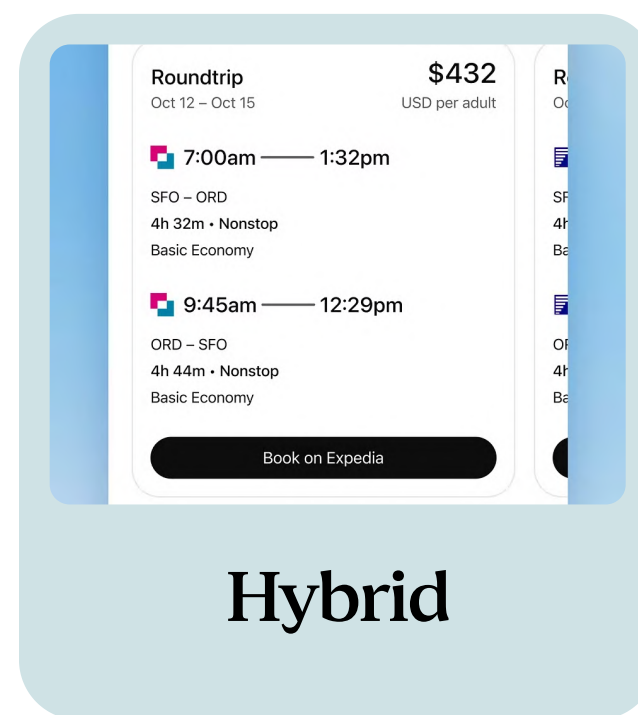 Roundtrip
$432
Oct 12 – Oct 15
USD per adult
7:00am 1:32pm
SFO – ORD
4h 32m • Nonstop
Basic Economy
9:45am 12:29pm
ORD – SFO
4h 44m • Nonstop
Basic Economy
Book on Expedia
Hybrid